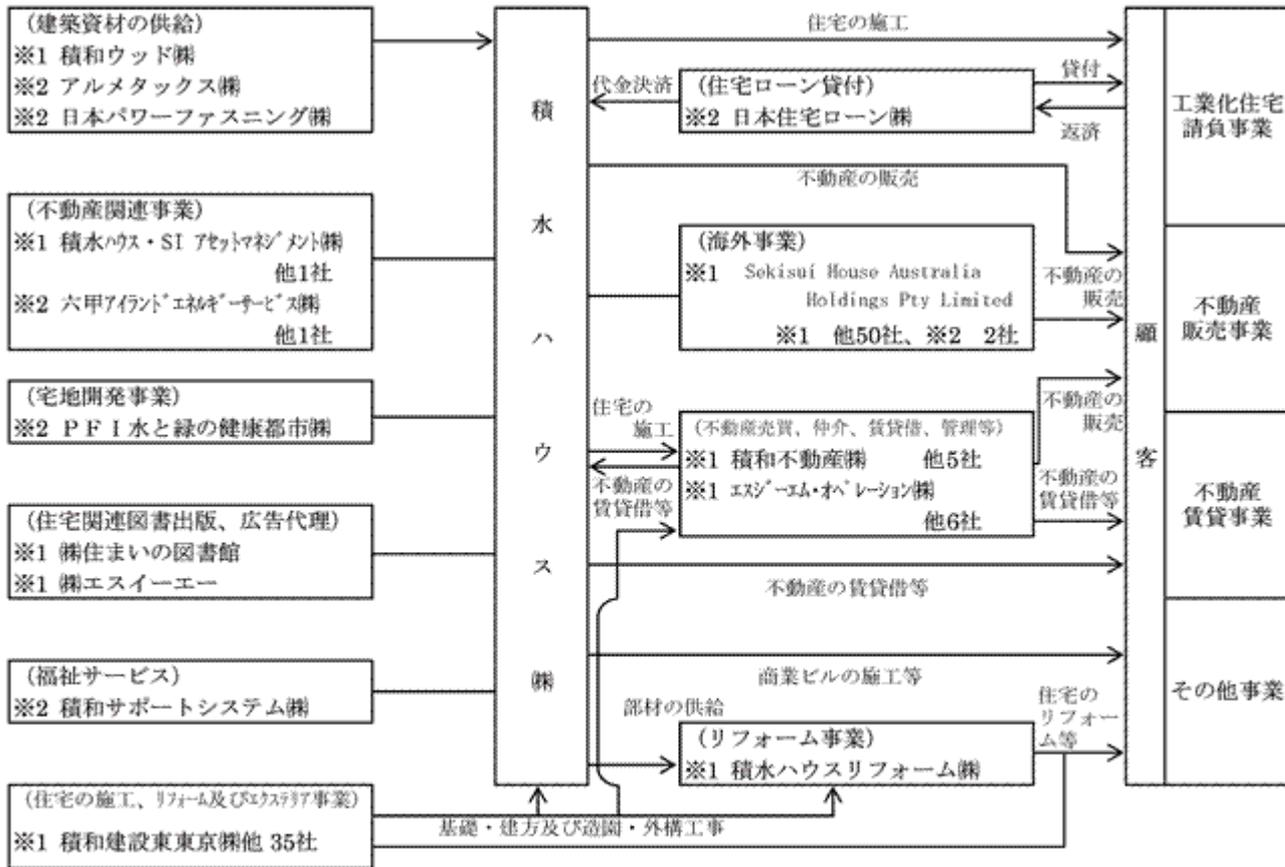 (建築資材の供給)
※1 積和ウッド㈱
※2 アルメタックス㈱
※2 日本パワーファスニング㈱
(不動産関連事業)
※1 積水ハウス・SI アセットマネジメント㈱
他1社
※2 六甲アイランドエネルギーサービス㈱
他1社
(宅地開発事業)
※2 PFI水と緑の健康都市㈱
(住宅関連図書出版、広告代理)
※1 ㈱住まいの図書館
※1 ㈱エスイーエー
(福祉サービス)
※2 積和サポートシステム㈱
(住宅の施工、リフォーム及びエクステリア事業)
※1 積和建設東東京㈱他 35社
積水ハウス㈱
住宅の施工
代金決済
(住宅ローン貸付)
※2 日本住宅ローン㈱
貸付
返済
不動産の販売
(海外事業)
※1 Sekisui House Australia
Holdings Pty Limited
※1 他50社、※2 2社
不動産の
販売
住宅の
施工
不動産の
賃貸借等
(不動産売買、仲介、賃貸借、管理等)
※1 積和不動産㈱ 他5社
※1 エスジーエム・オペレーション㈱
他6社
不動産の
販売
不動産の
賃貸借等
不動産の賃貸借等
商業ビルの施工等
部材の供給
(リフォーム事業)
※1 積水ハウスリフォーム㈱
住宅の
リフォー
ム等
基礎・建方及び造園・外構工事
顧客
工業化住宅
請負事業
不動産
販売事業
不動産
賃貸事業
その他事業